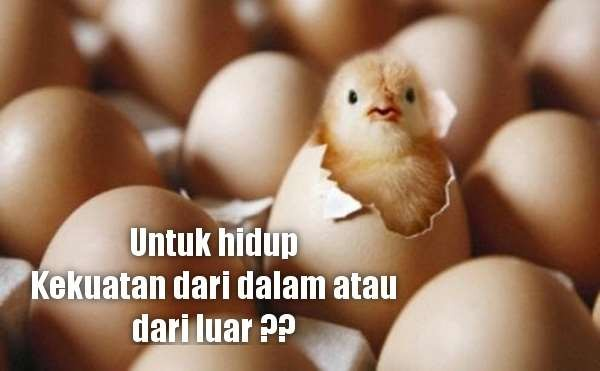 Untuk hidup
Kekuatan dari dalam atau
dari luar ??